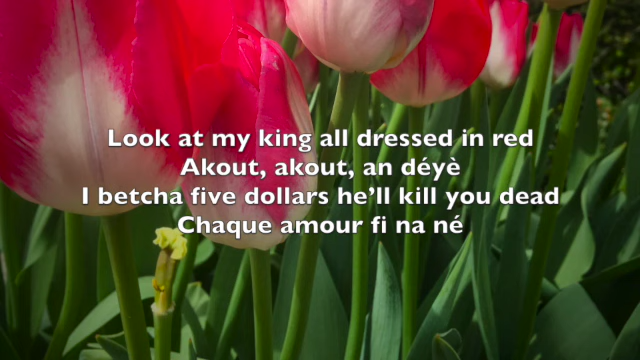 Look at my king all dressed in red
Akout, akout, an déyè
I betcha five dollars he’ll kill you dead
Chaque amour fi na né